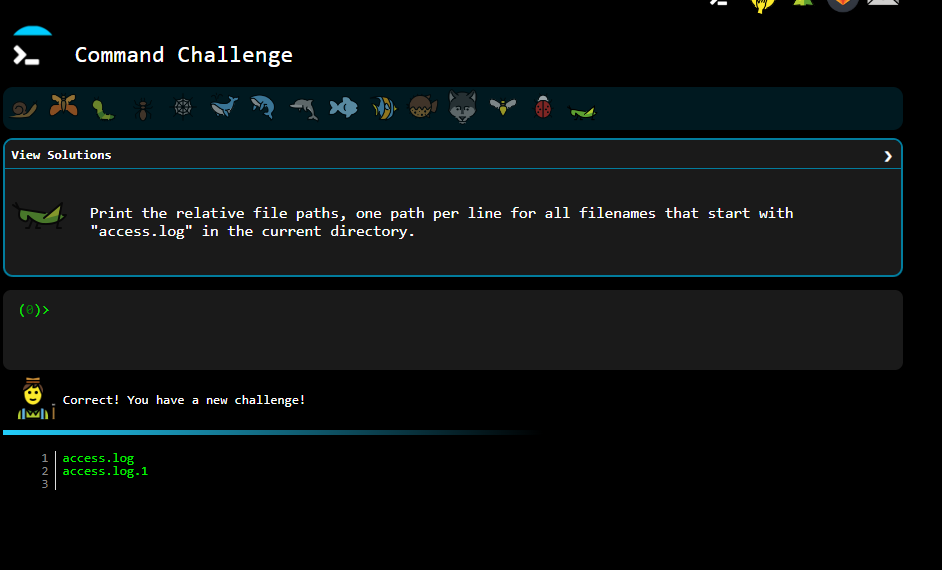 Command Challenge
View Solutions
Print the relative file paths, one path per line for all filenames that start with
"access.log" in the current directory.
(0)>
Correct! You have a new challenge!
1 access.log
2 access.log.1
3